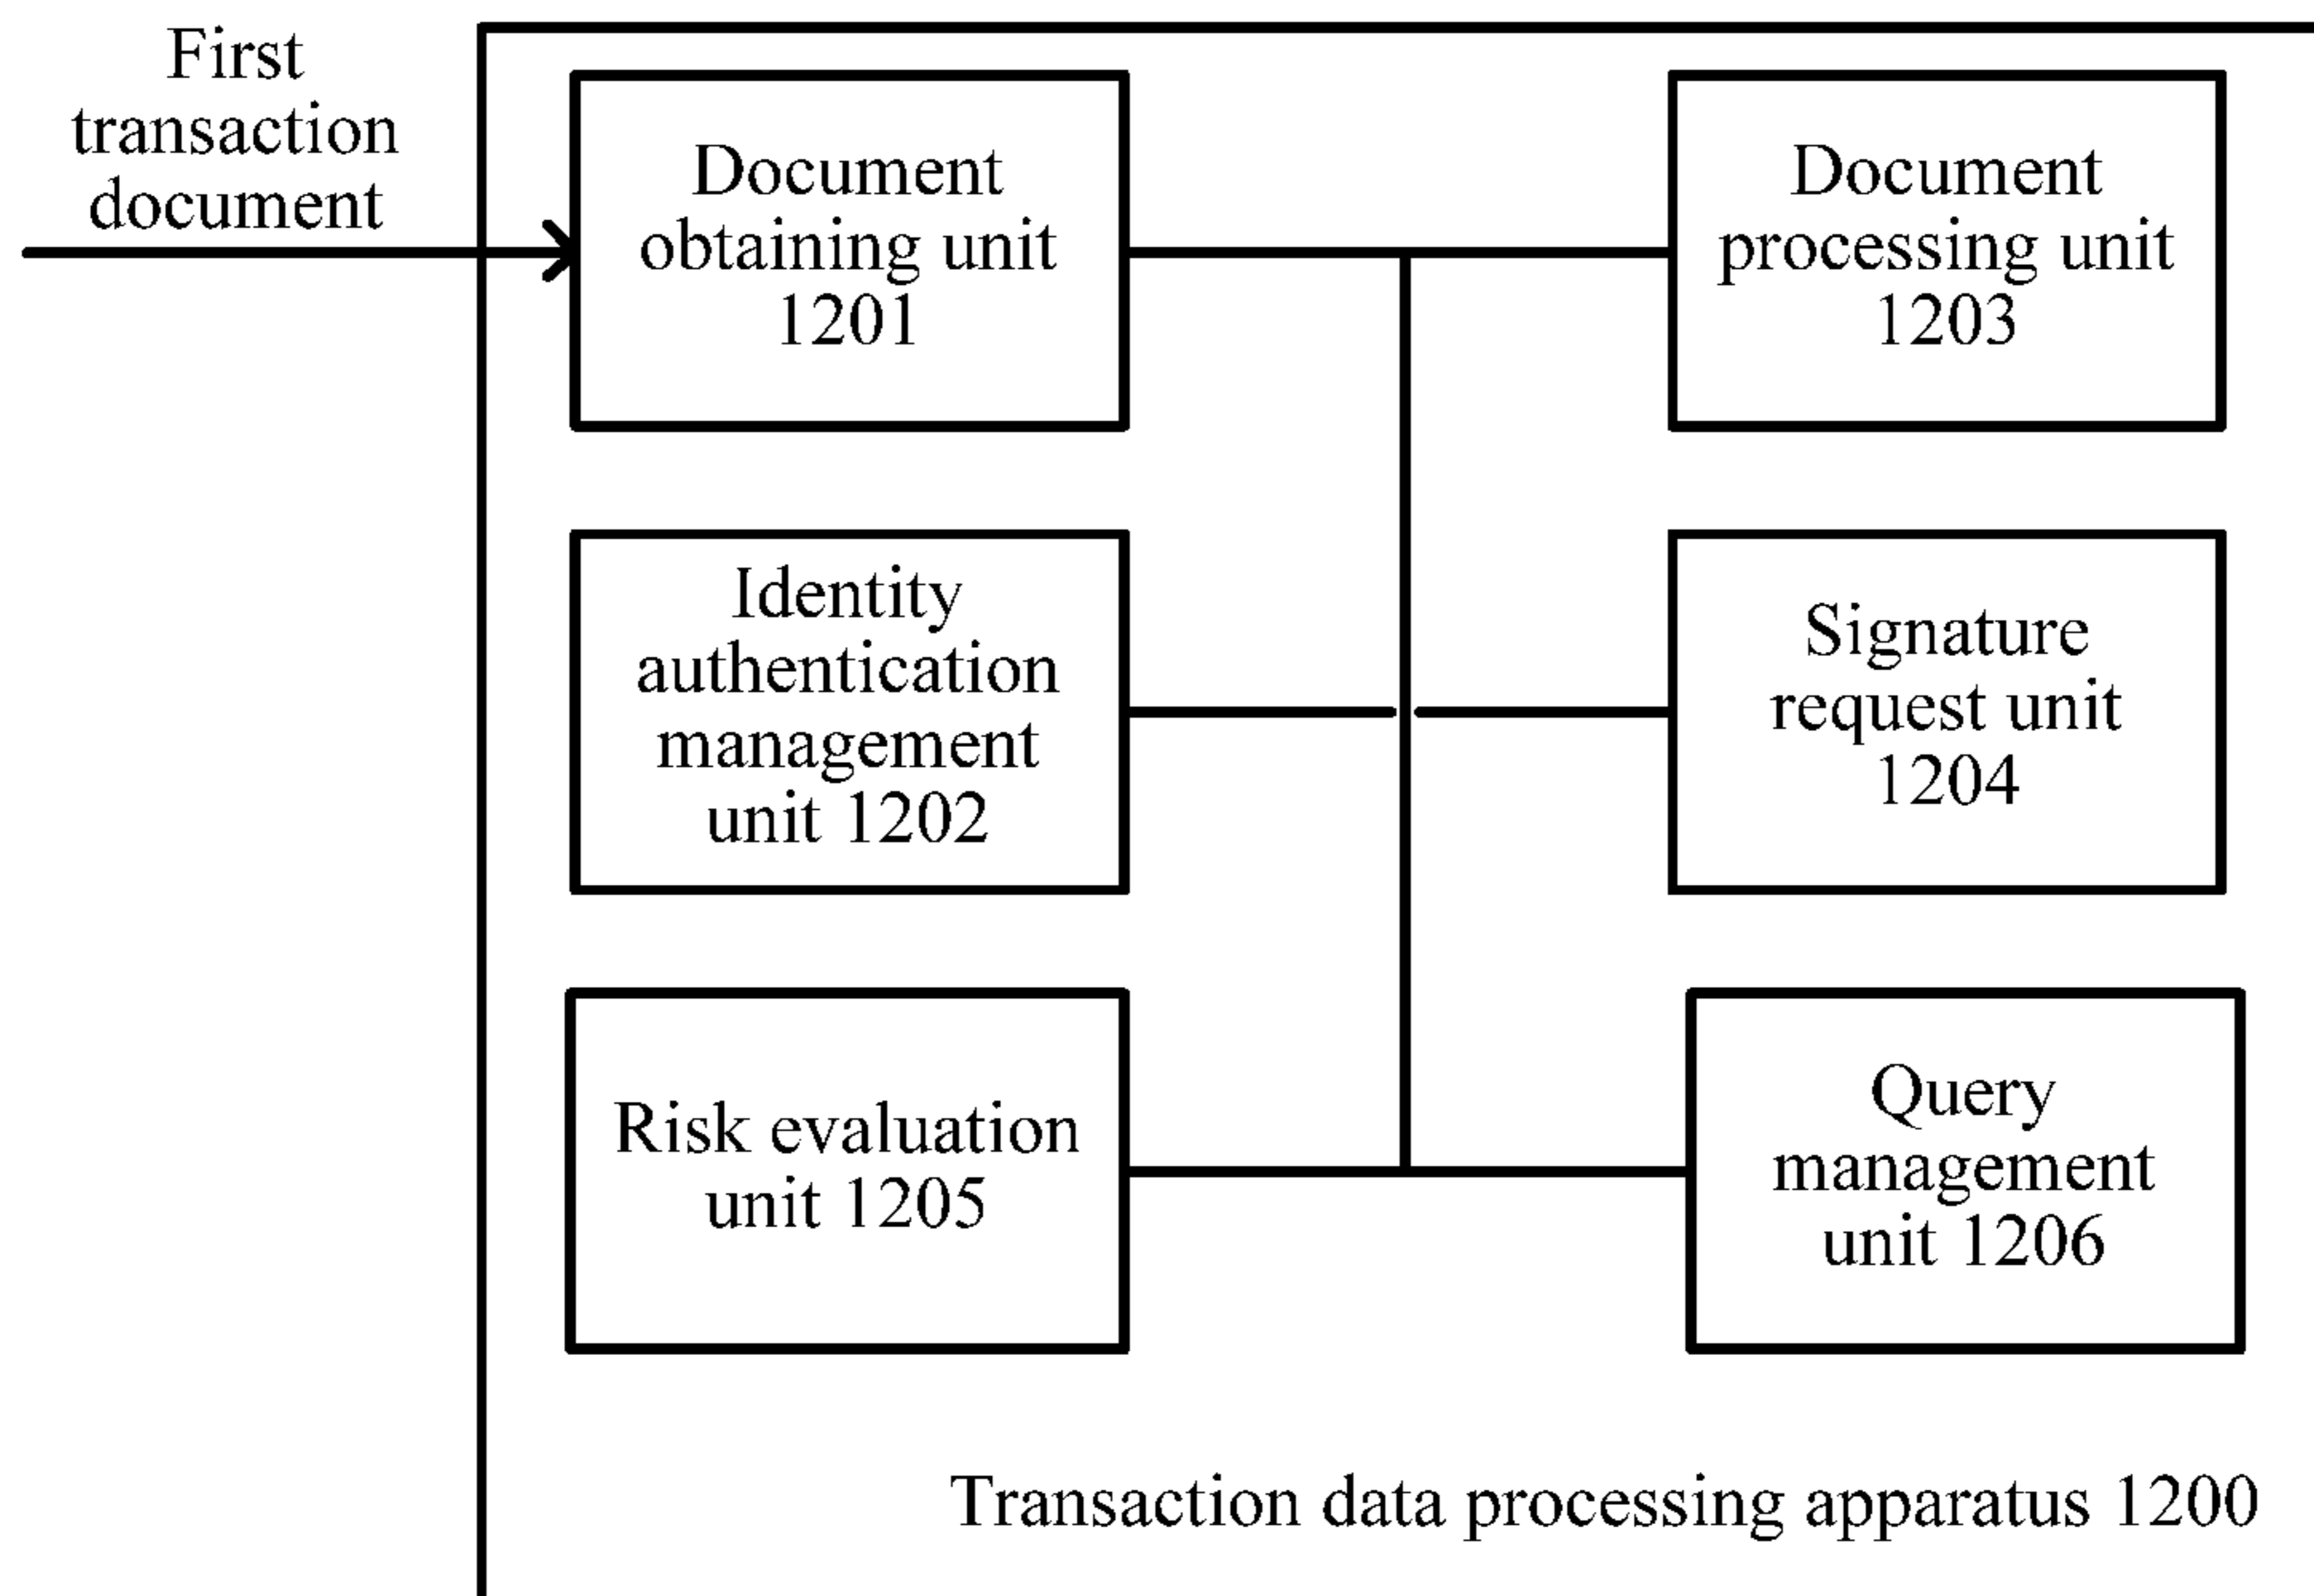 First
transaction
document
Document
obtaining unit
1201
Document
processing unit
1203
Identity
authentication
management
unit 1202
Signature
request unit
1204
Risk evaluation
unit 1205
Query
management
unit 1206
Transaction data processing apparatus 1200